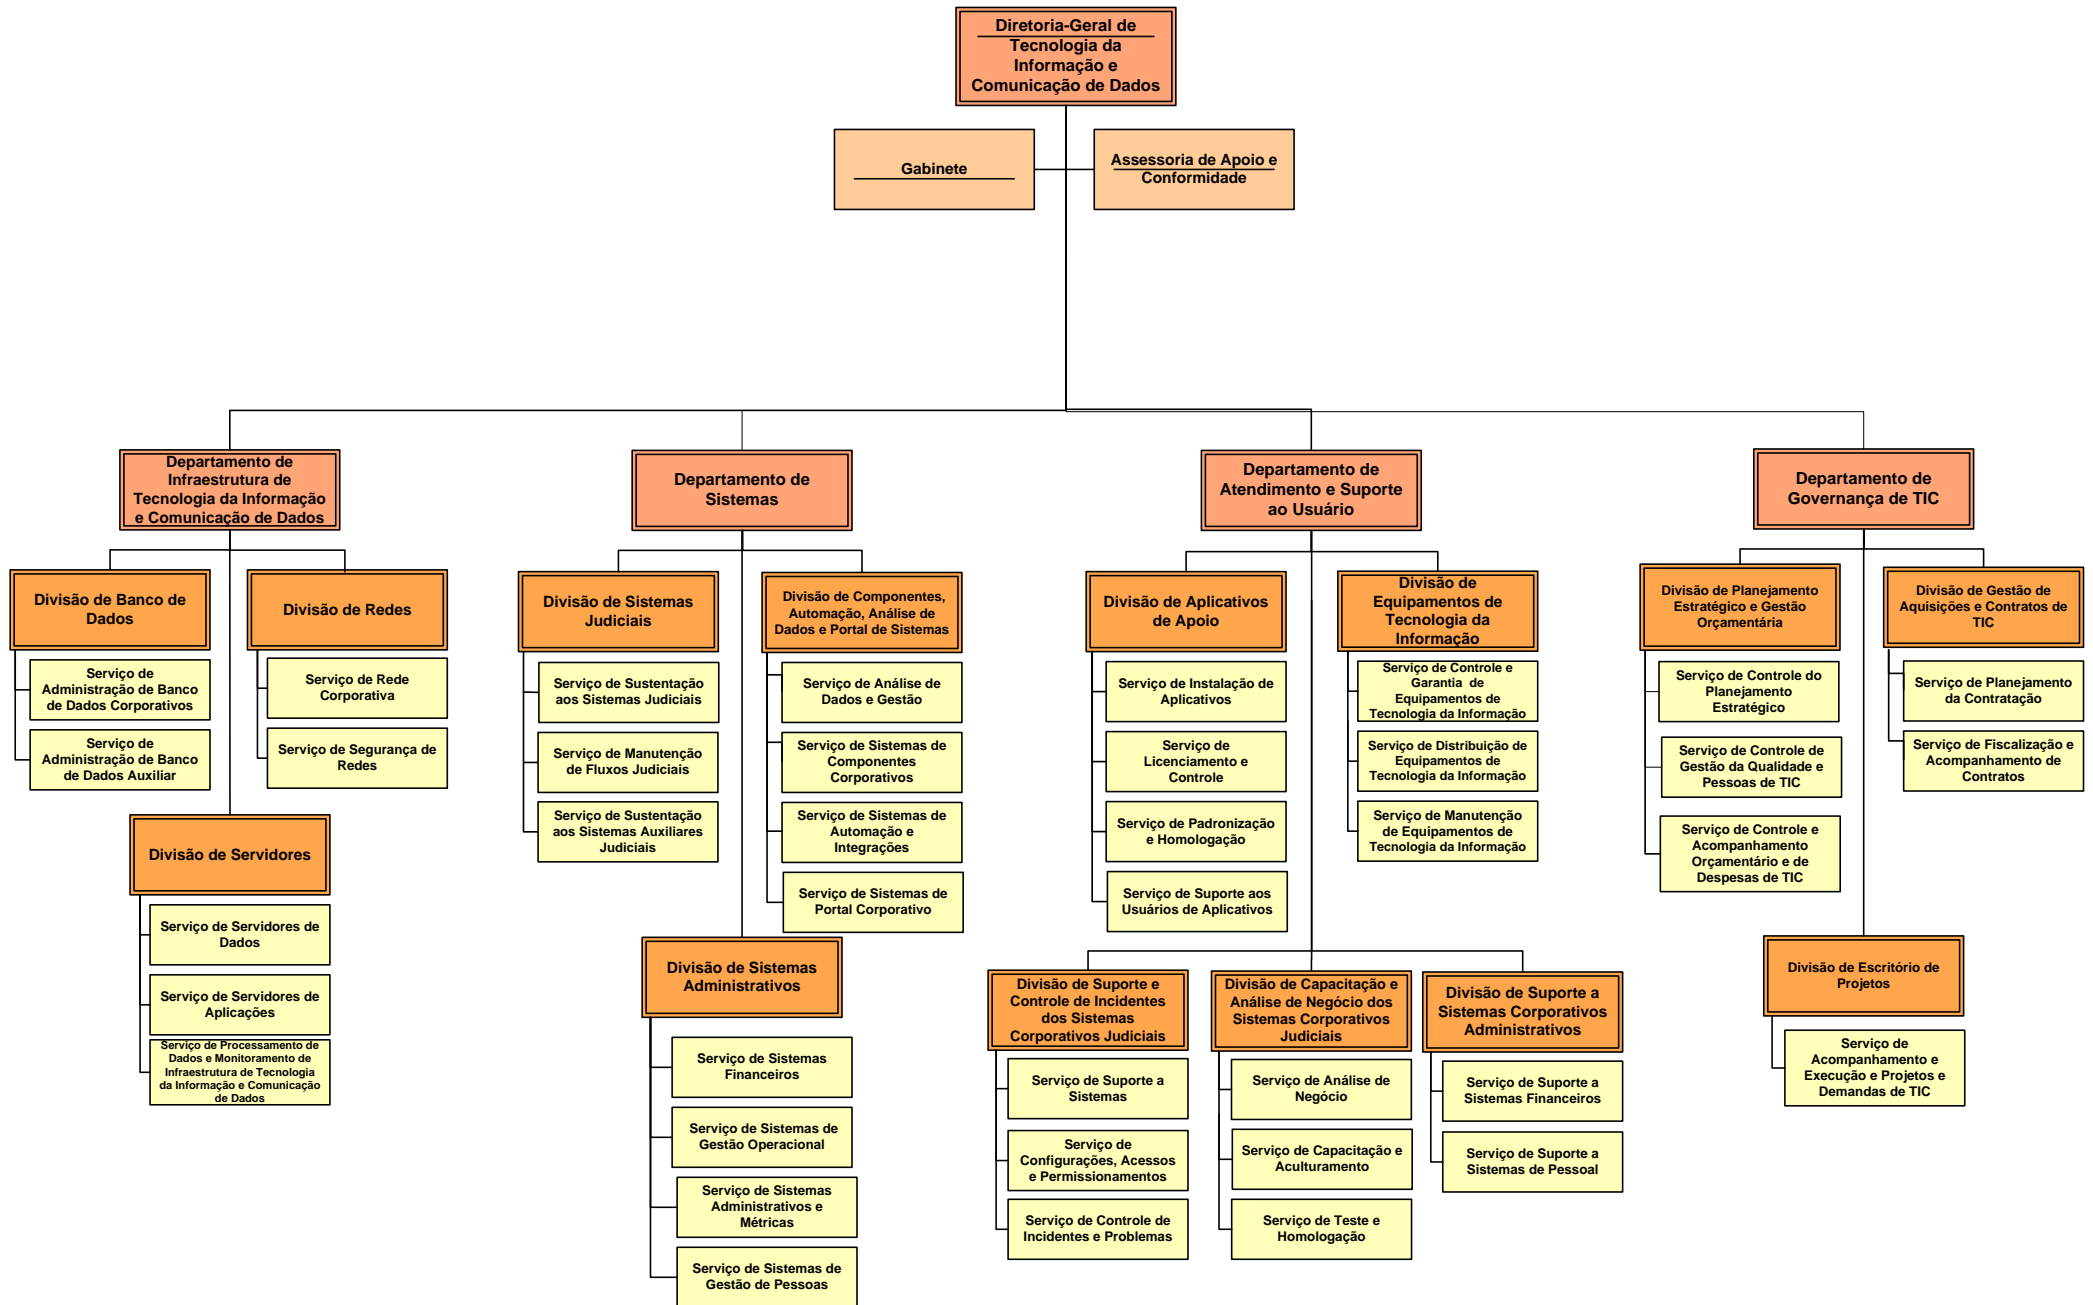 Diretoria-Geral de
Tecnologia da
Informação e
Comunicação de Dados
Gabinete
Assessoria de Apoio e
Conformidade
Departamento de
Infraestrutura de
Tecnologia da Informação
e Comunicação de Dados
Departamento de
Sistemas
Departamento de
Atendimento e Suporte
ao Usuário
Departamento de
Governança de TIC
Divisão de Banco de
Dados
Divisão de Redes
Serviço de
Administração de Banco
de Dados Corporativos
Serviço de
Administração de Banco
de Dados Auxiliar
Serviço de Rede
Corporativa
Serviço de Segurança de
Redes
Divisão de Servidores
Serviço de Servidores de
Dados
Serviço de Servidores de
Aplicações
Serviço de Processamento de
Dados e Monitoramento de
Infraestrutura de Tecnologia
da Informação e Comunicação
de Dados
Divisão de Sistemas
Judiciais
Serviço de Sustentação
aos Sistemas Judiciais
Serviço de Manutenção
de Fluxos Judiciais
Serviço de Sustentação
aos Sistemas Auxiliares
Judiciais
Divisão de Componentes,
Automação, Análise de
Dados e Portal de Sistemas
Serviço de Análise de
Dados e Gestão
Serviço de Sistemas de
Componentes
Corporativos
Serviço de Sistemas de
Automação e
Integrações
Serviço de Sistemas de
Portal Corporativo
Divisão de Sistemas
Administrativos
Serviço de Sistemas
Financeiros
Serviço de Sistemas de
Gestão Operacional
Serviço de Sistemas
Administrativos e
Métricas
Serviço de Sistemas de
Gestão de Pessoas
Divisão de Aplicativos
de Apoio
Serviço de Instalação de
Aplicativos
Serviço de
Licenciamento e
Controle
Serviço de Padronização
e Homologação
Serviço de Suporte aos
Usuários de Aplicativos
Divisão de
Equipamentos de
Tecnologia da
Informação
Serviço de Controle e
Garantia de
Equipamentos de
Tecnologia da Informação
Serviço de Distribuição de
Equipamentos de
Tecnologia da Informação
Serviço de Manutenção
de Equipamentos de
Tecnologia da Informação
Divisão de Suporte e
Controle de Incidentes
dos Sistemas
Corporativos Judiciais
Serviço de Suporte a
Sistemas
Serviço de
Configurações, Acessos
e Permissionamentos
Serviço de Controle de
Incidentes e Problemas
Divisão de Capacitação e
Análise de Negócio dos
Sistemas Corporativos
Judiciais
Serviço de Análise de
Negócio
Serviço de Capacitação e
Aculturamento
Serviço de Teste e
Homologação
Divisão de Suporte a
Sistemas Corporativos
Administrativos
Serviço de Suporte a
Sistemas Financeiros
Serviço de Suporte a
Sistemas de Pessoal
Divisão de Planejamento
Estratégico e Gestão
Orçamentária
Serviço de Controle do
Planejamento
Estratégico
Serviço de Controle de
Gestão da Qualidade e
Pessoas de TIC
Serviço de Controle e
Acompanhamento
Orçamentário e de
Despesas de TIC
Divisão de Gestão de
Aquisições e Contratos de
TIC
Serviço de Planejamento
da Contratação
Serviço de Fiscalização e
Acompanhamento de
Contratos
Divisão de Escritório de
Projetos
Serviço de
Acompanhamento e
Execução e Projetos e
Demandas de TIC